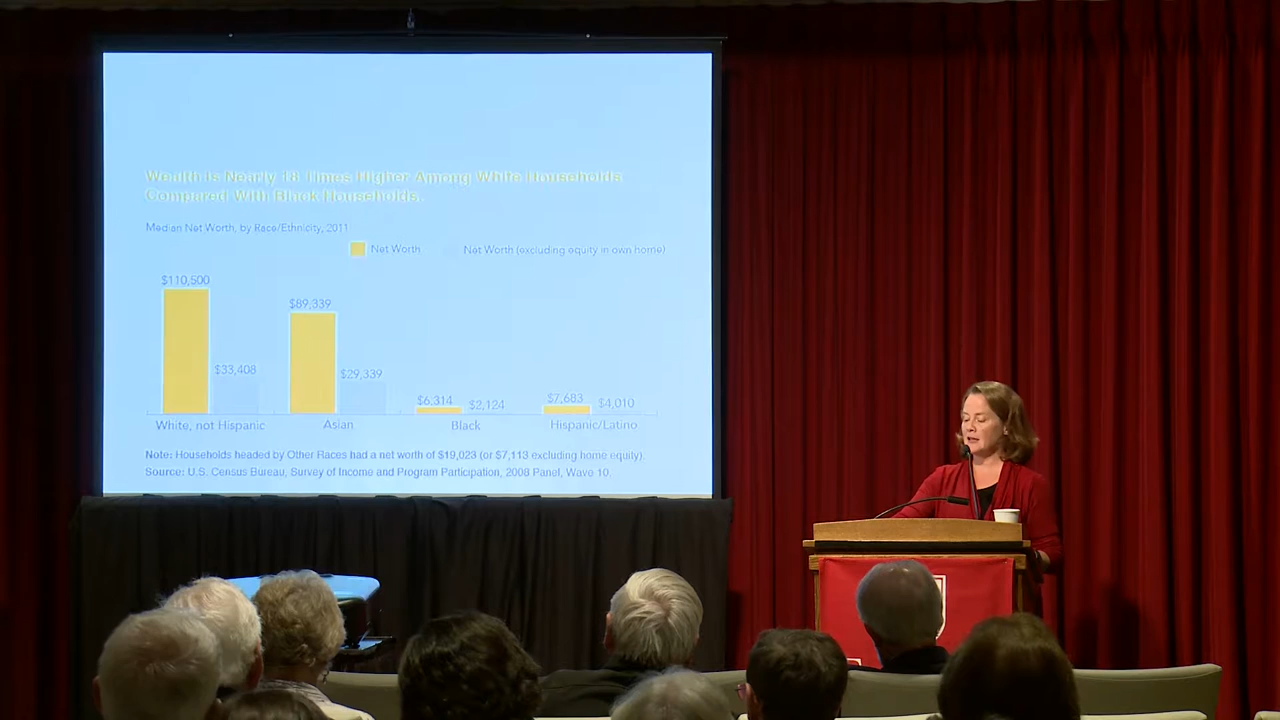 Wealth Is Nearly 18 Times Higher Among White Households
Compared With Black Households.
Median Net Worth, by Race/Ethnicity, 2011
Net Worth Net Worth (excluding equity in own home)
$110,500
$89,339
$33,408
$29,339
$6,314
$2,124
$7,683
$4,010
White, not Hispanic Asian Black Hispanic/Latino
Note: Households headed by Other Races had a net worth of $19,023 (or $7,113 excluding home equity).
Source: U.S. Census Bureau, Survey of Income and Program Participation, 2008 Panel, Wave 10.